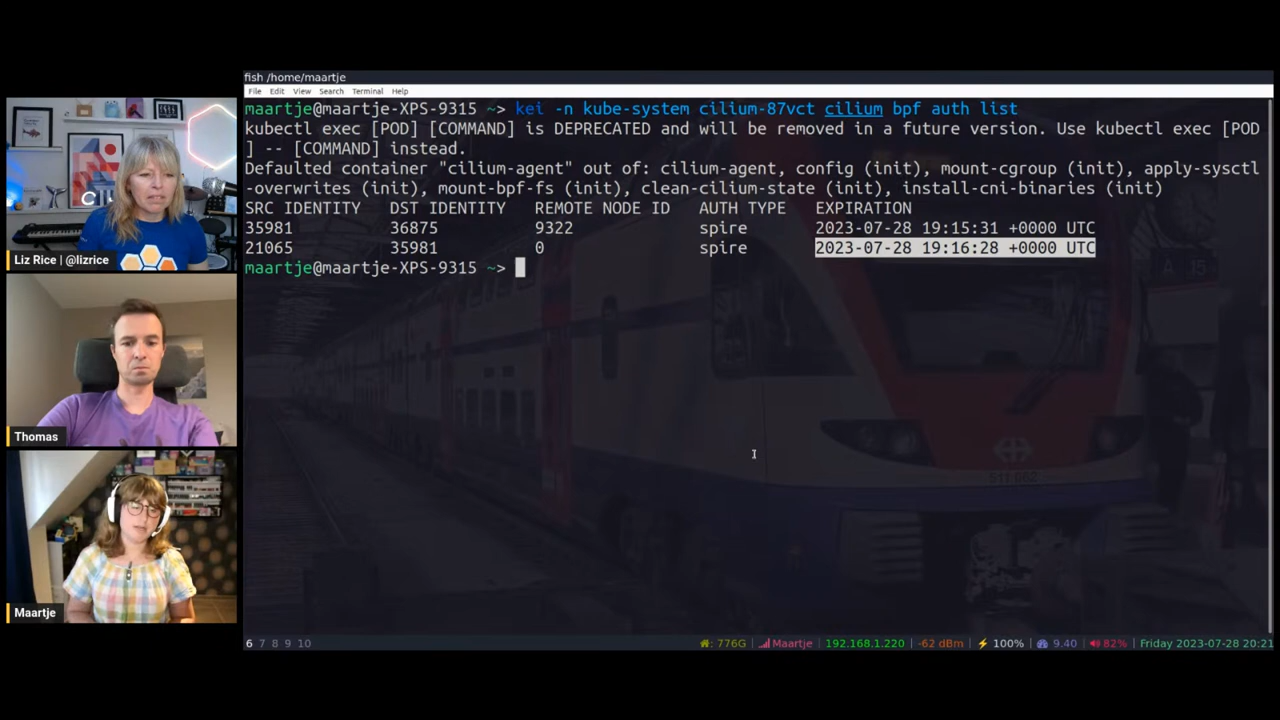 fish /home/maartje
File Edit View Search Terminal Help
maartje@maartje-XPS-9315 ~> kei -n kube-system cilium-87vct cilium bpf auth list
kubectl exec [POD] [COMMAND] is DEPRECATED and will be removed in a future version. Use kubectl exec [POD
] -- [COMMAND] instead.
Defaulted container "cilium-agent" out of: cilium-agent, config (init), mount-cgroup (init), apply-sysctl
-overwrites (init), mount-bpf-fs (init), clean-cilium-state (init), install-cni-binaries (init)
SRC IDENTITY DST IDENTITY REMOTE NODE ID AUTH TYPE EXPIRATION
35981 36875 9322 spire 2023-07-28 19:15:31 +0000 UTC
21065 35981 0 spire 2023-07-28 19:16:28 +0000 UTC
maartje@maartje-XPS-9315 ~>
Liz Rice | @lizrice
Thomas
Maartje
6 7 8 9 10
: 776G Maartje 192.168.1.220 -62 dBm 100% 9.40 82% Friday 2023-07-28 20:21